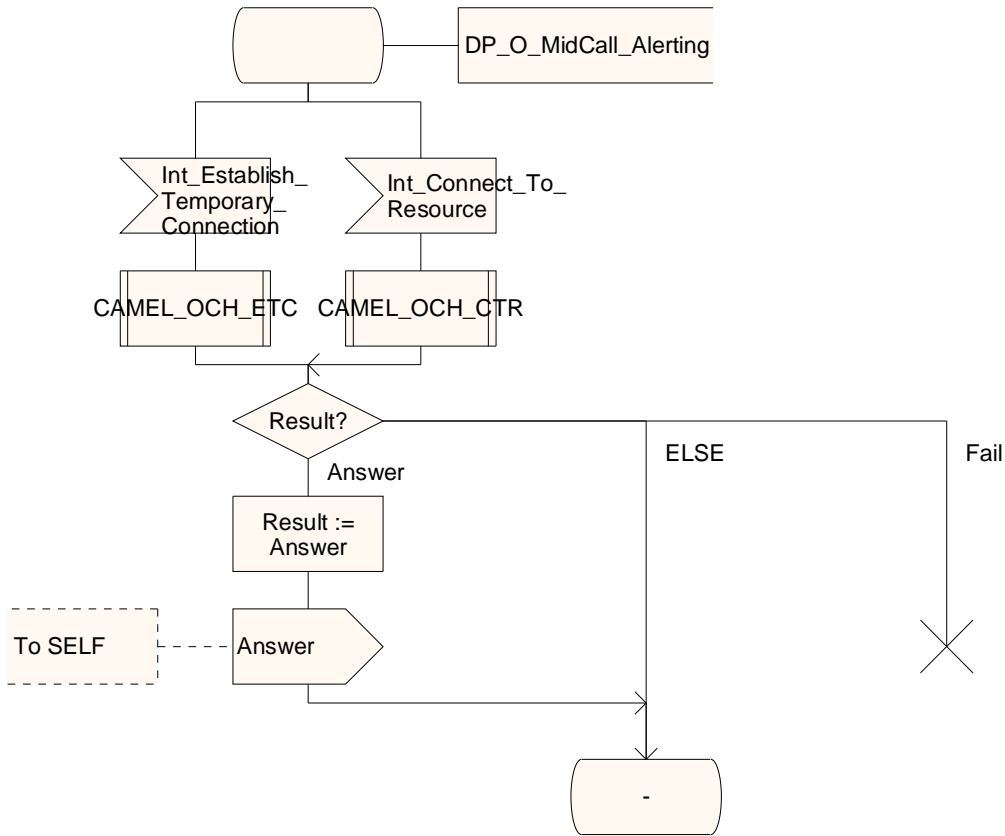 DP_O_MidCall_Alerting
Int_Establish_
Temporary_
Connection
Int_Connect_To_
Resource
CAMEL_OCH_ETC
CAMEL_OCH_CTR
Result?
ELSE
Fail
Answer
Result :=
Answer
To SELF
Answer
-